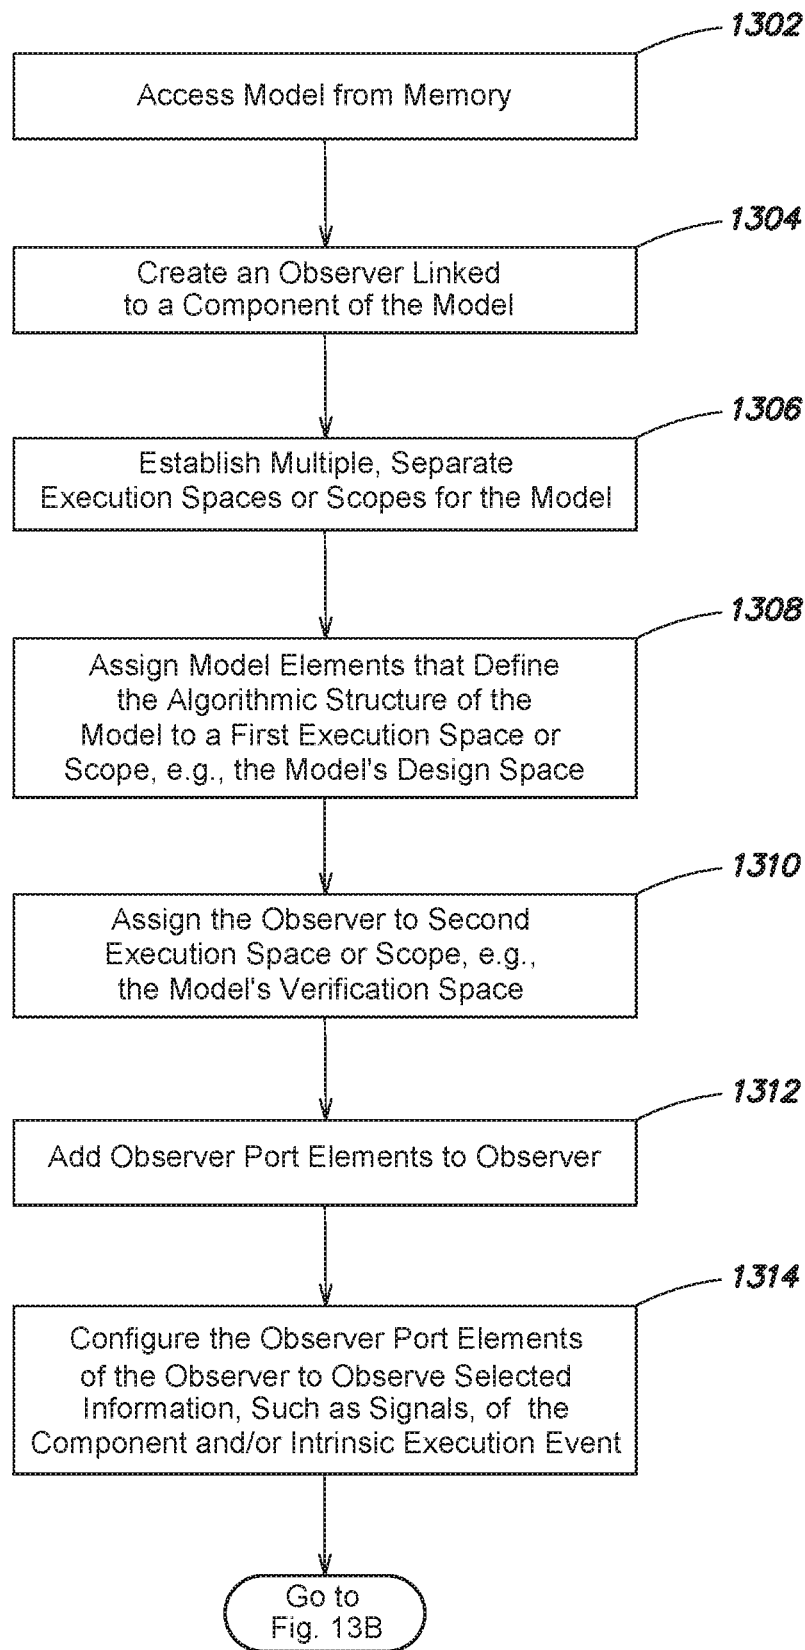 1302
Access Model from Memory
1304
Create an Observer Linked
to a Component of the Model
1306
Establish Multiple, Separate
Execution Spaces or Scopes for the Model
1308
Assign Model Elements that Define
the Algorithmic Structure of the
Model to a First Execution Space or
Scope, e.g., the Model's Design Space
1310
Assign the Observer to Second
Execution Space or Scope, e.g.,
the Model's Verification Space
1312
Add Observer Port Elements to Observer
1314
Configure the Observer Port Elements
of the Observer to Observe Selected
Information, Such as Signals, of the
Component and/or Intrinsic Execution Event
Go to
Fig. 13B